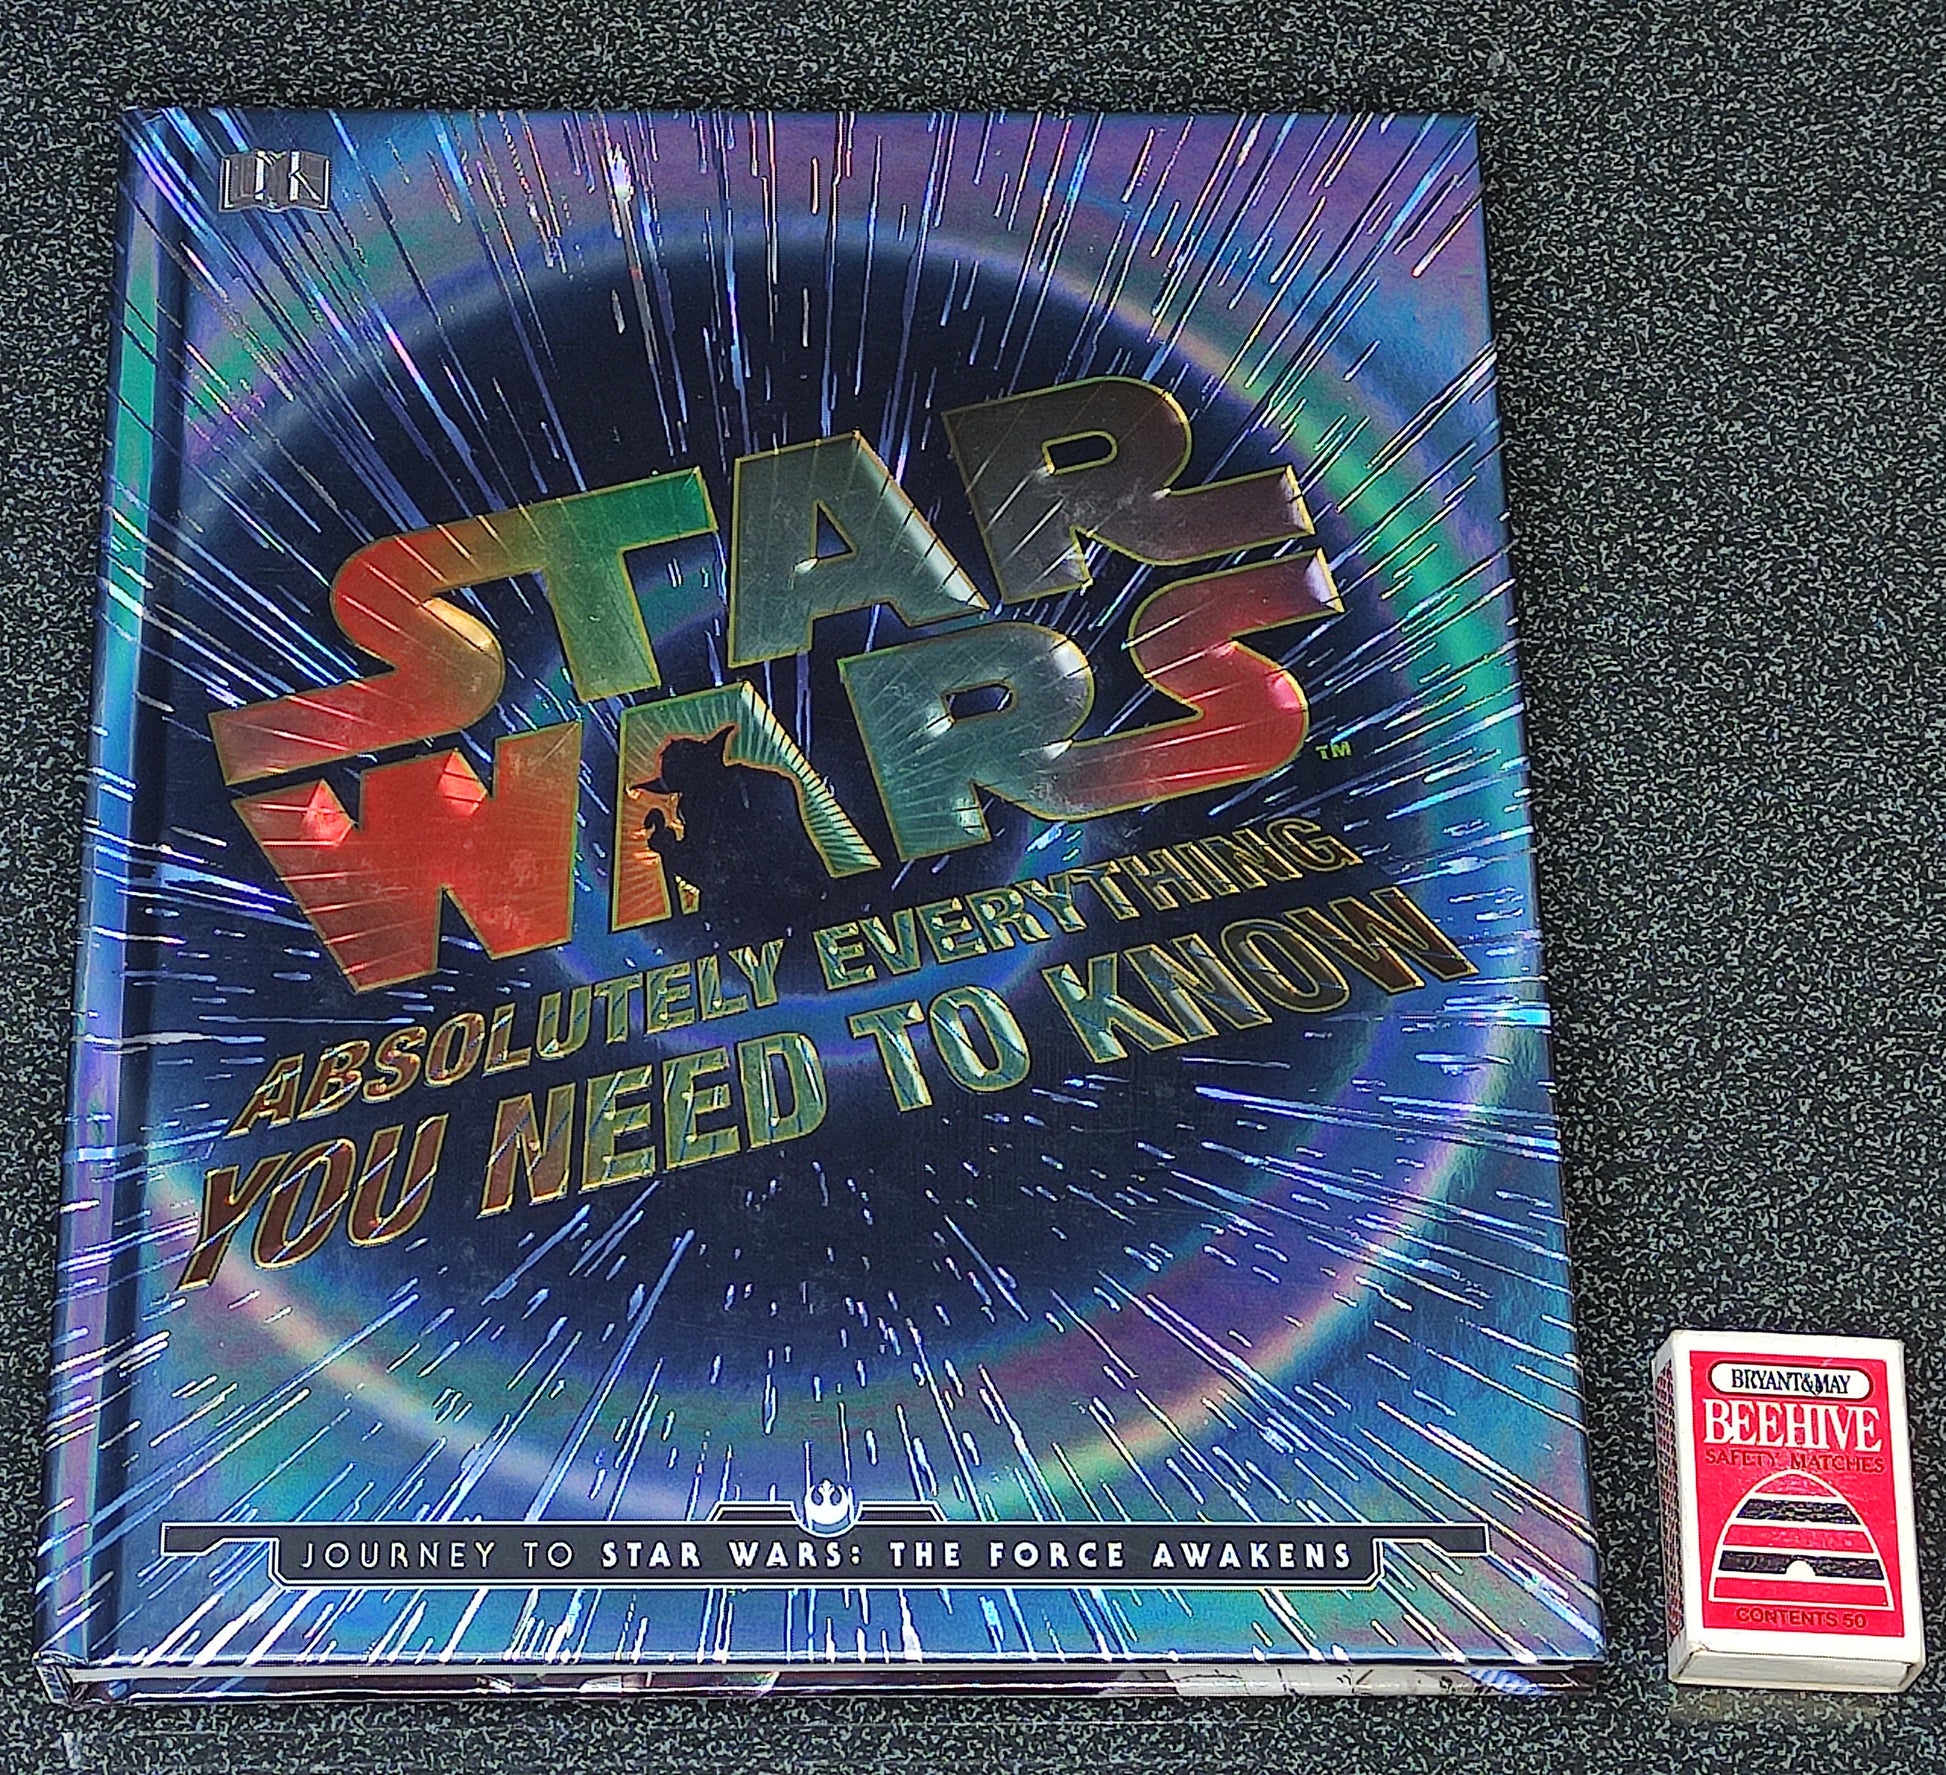 DK
STAR
WARS
TM
ABSOLUTELY EVERYTHING
YOU NEED TO KNOW
JOURNEY TO STAR WARS: THE FORCE AWAKENS
BRYANT&MAY
BEEHIVE
SAFETY MATCHES
CONTENTS 50